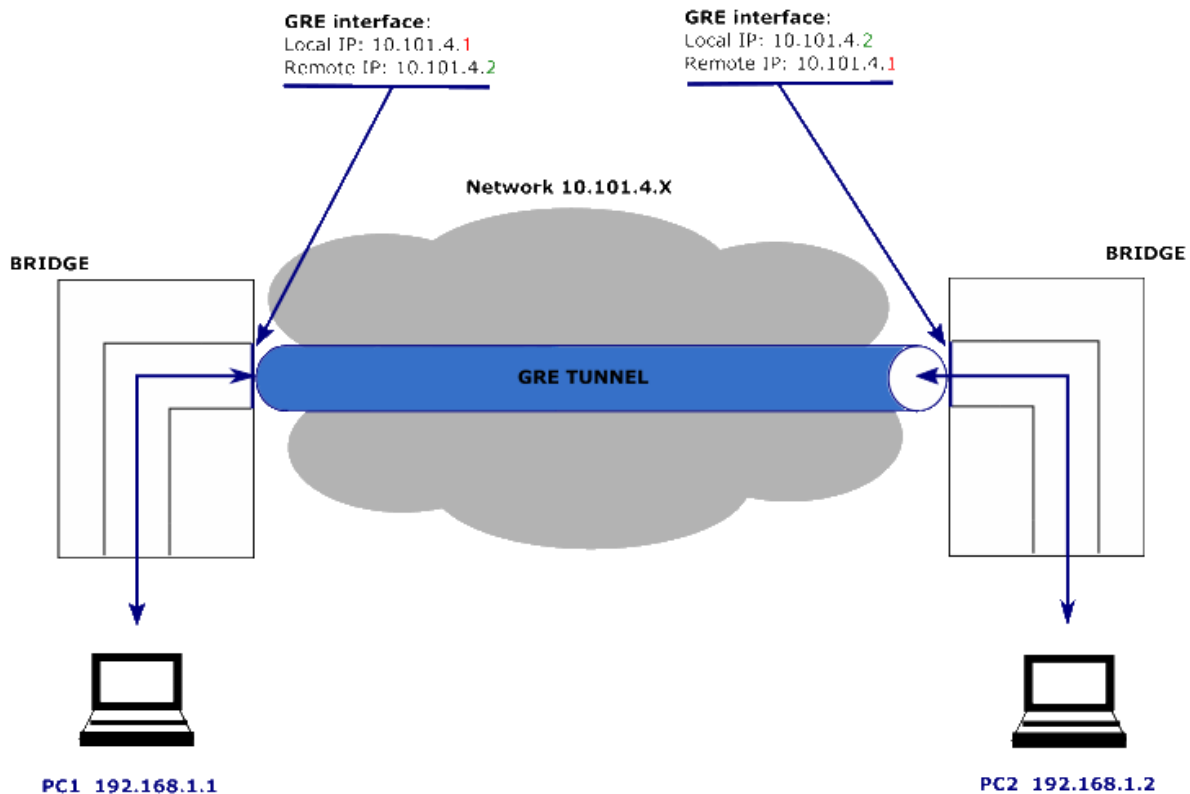 GRE interface:
Local IP: 10.101.4.1
Remote IP: 10.101.4.2
GRE interface:
Local IP: 10.101.4.2
Remote IP: 10.101.4.1
Network 10.101.4.X
BRIDGE
BRIDGE
GRE TUNNEL
PC1 192.168.1.1
PC2 192.168.1.2